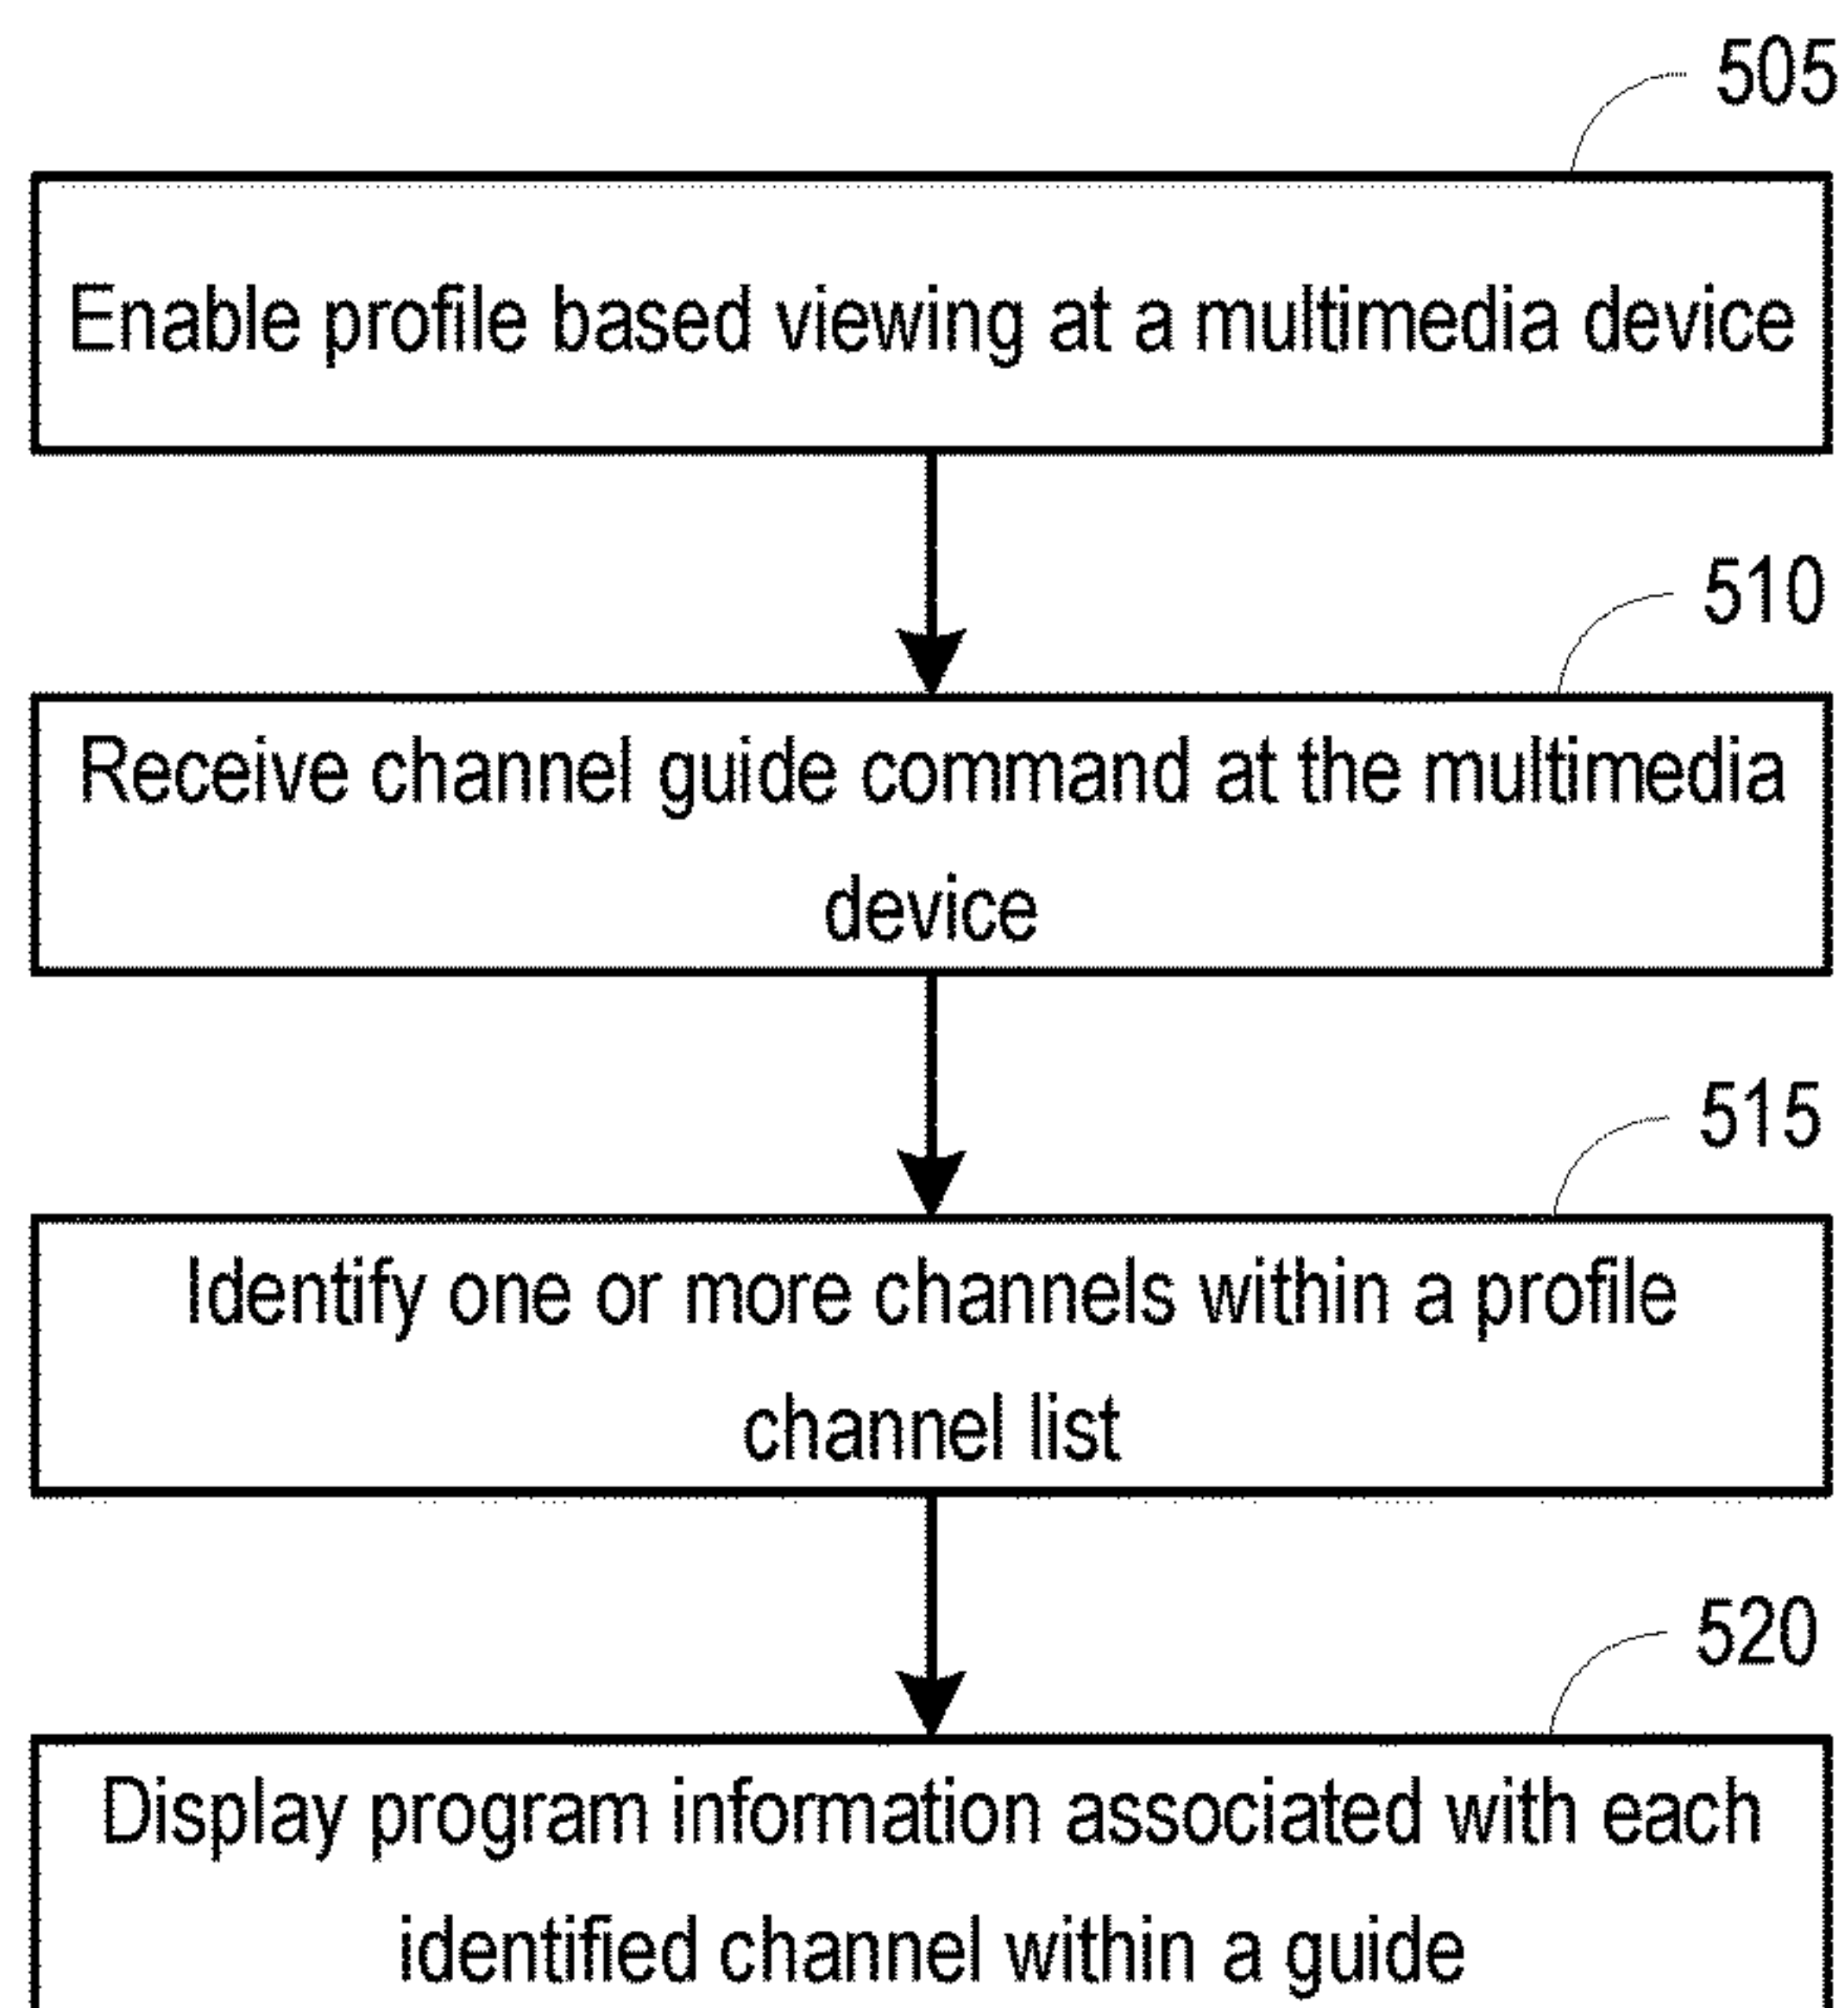 505
Enable profile based viewing at a multimedia device
510
Receive channel guide command at the multimedia
device
515
Identify one or more channels within a profile
channel list
520
Display program information associated with each
identified channel within a guide